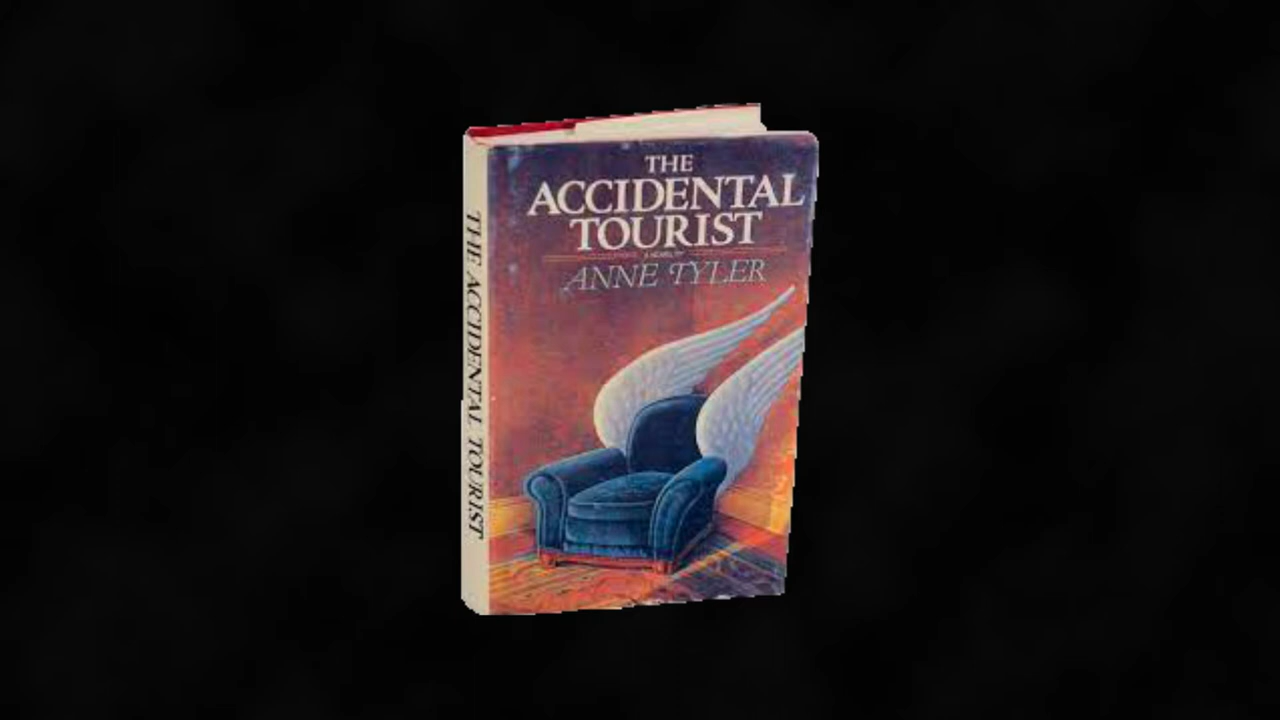 THE
ACCIDENTAL
TOURIST
ANNE TYLER
THE ACCIDENTAL TOURIST